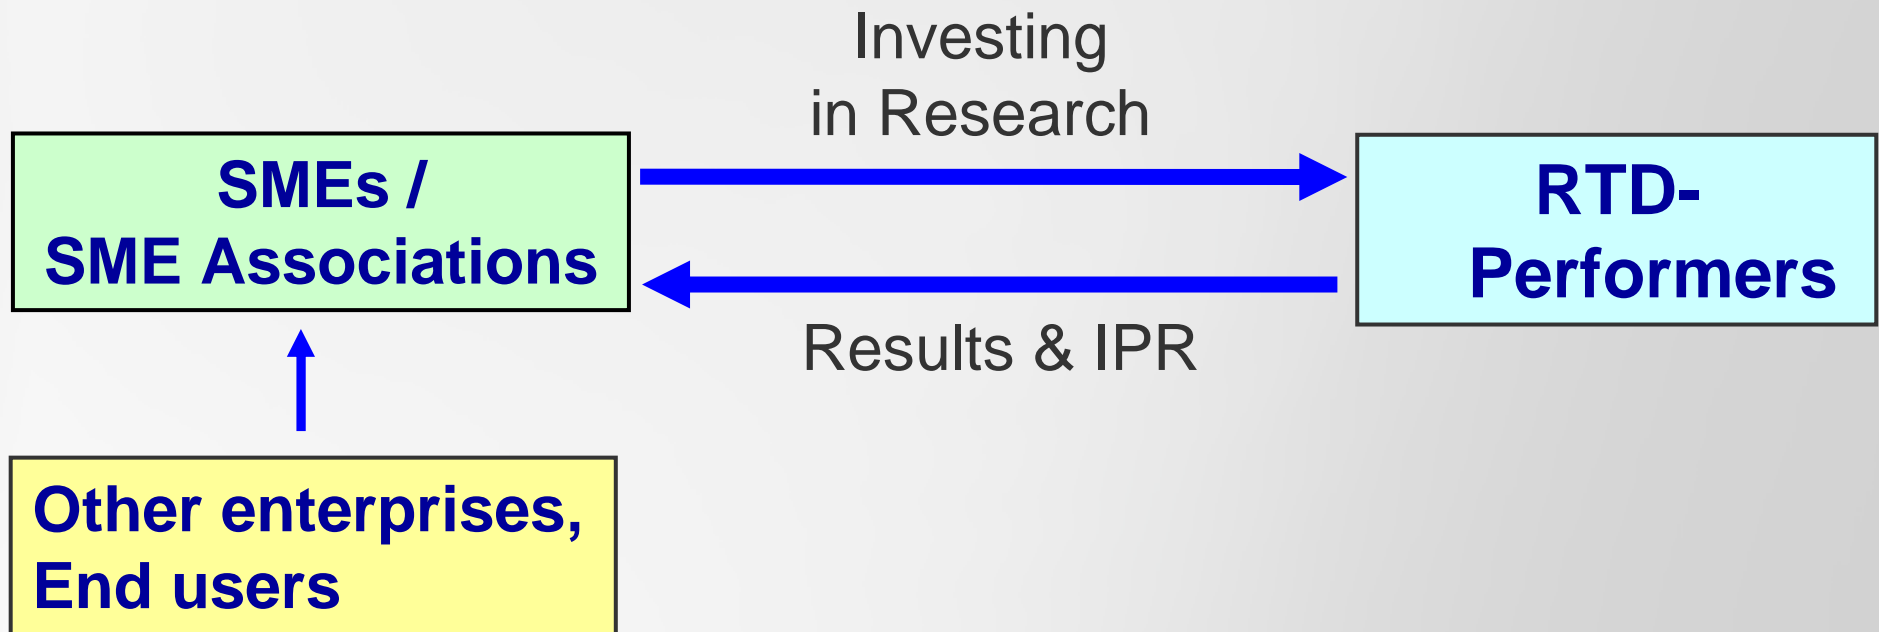 Investing
in Research
SMEs /
SME Associations
RTD-
Performers
Results & IPR
Other enterprises,
End users